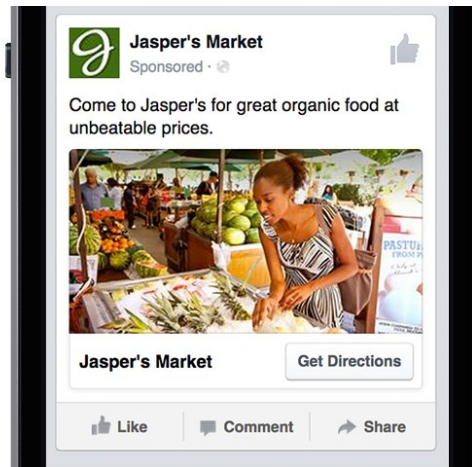 Jasper's Market
Sponsored ·
Come to Jasper's for great organic food at
unbeatable prices.
Jasper's Market
Get Directions
Like
Comment
Share